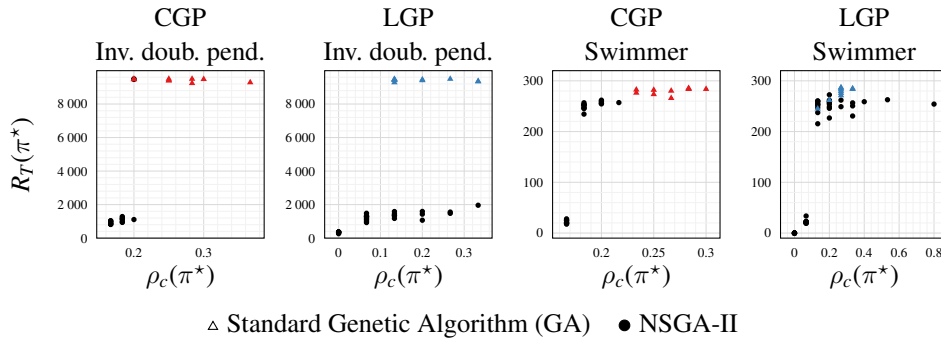 CGP LGP CGP LGP
Inv. doub. pend. Inv. doub. pend. Swimmer Swimmer
R_T(π*)
8 000
6 000
4 000
2 000
0
0.2 0.3
8 000
6 000
4 000
2 000
0
0 0.1 0.2 0.3
300
200
100
0
0.2 0.3
300
200
100
0
0 0.2 0.4 0.6 0.8
ρ_c(π*) ρ_c(π*) ρ_c(π*) ρ_c(π*)
△ Standard Genetic Algorithm (GA) ● NSGA-II